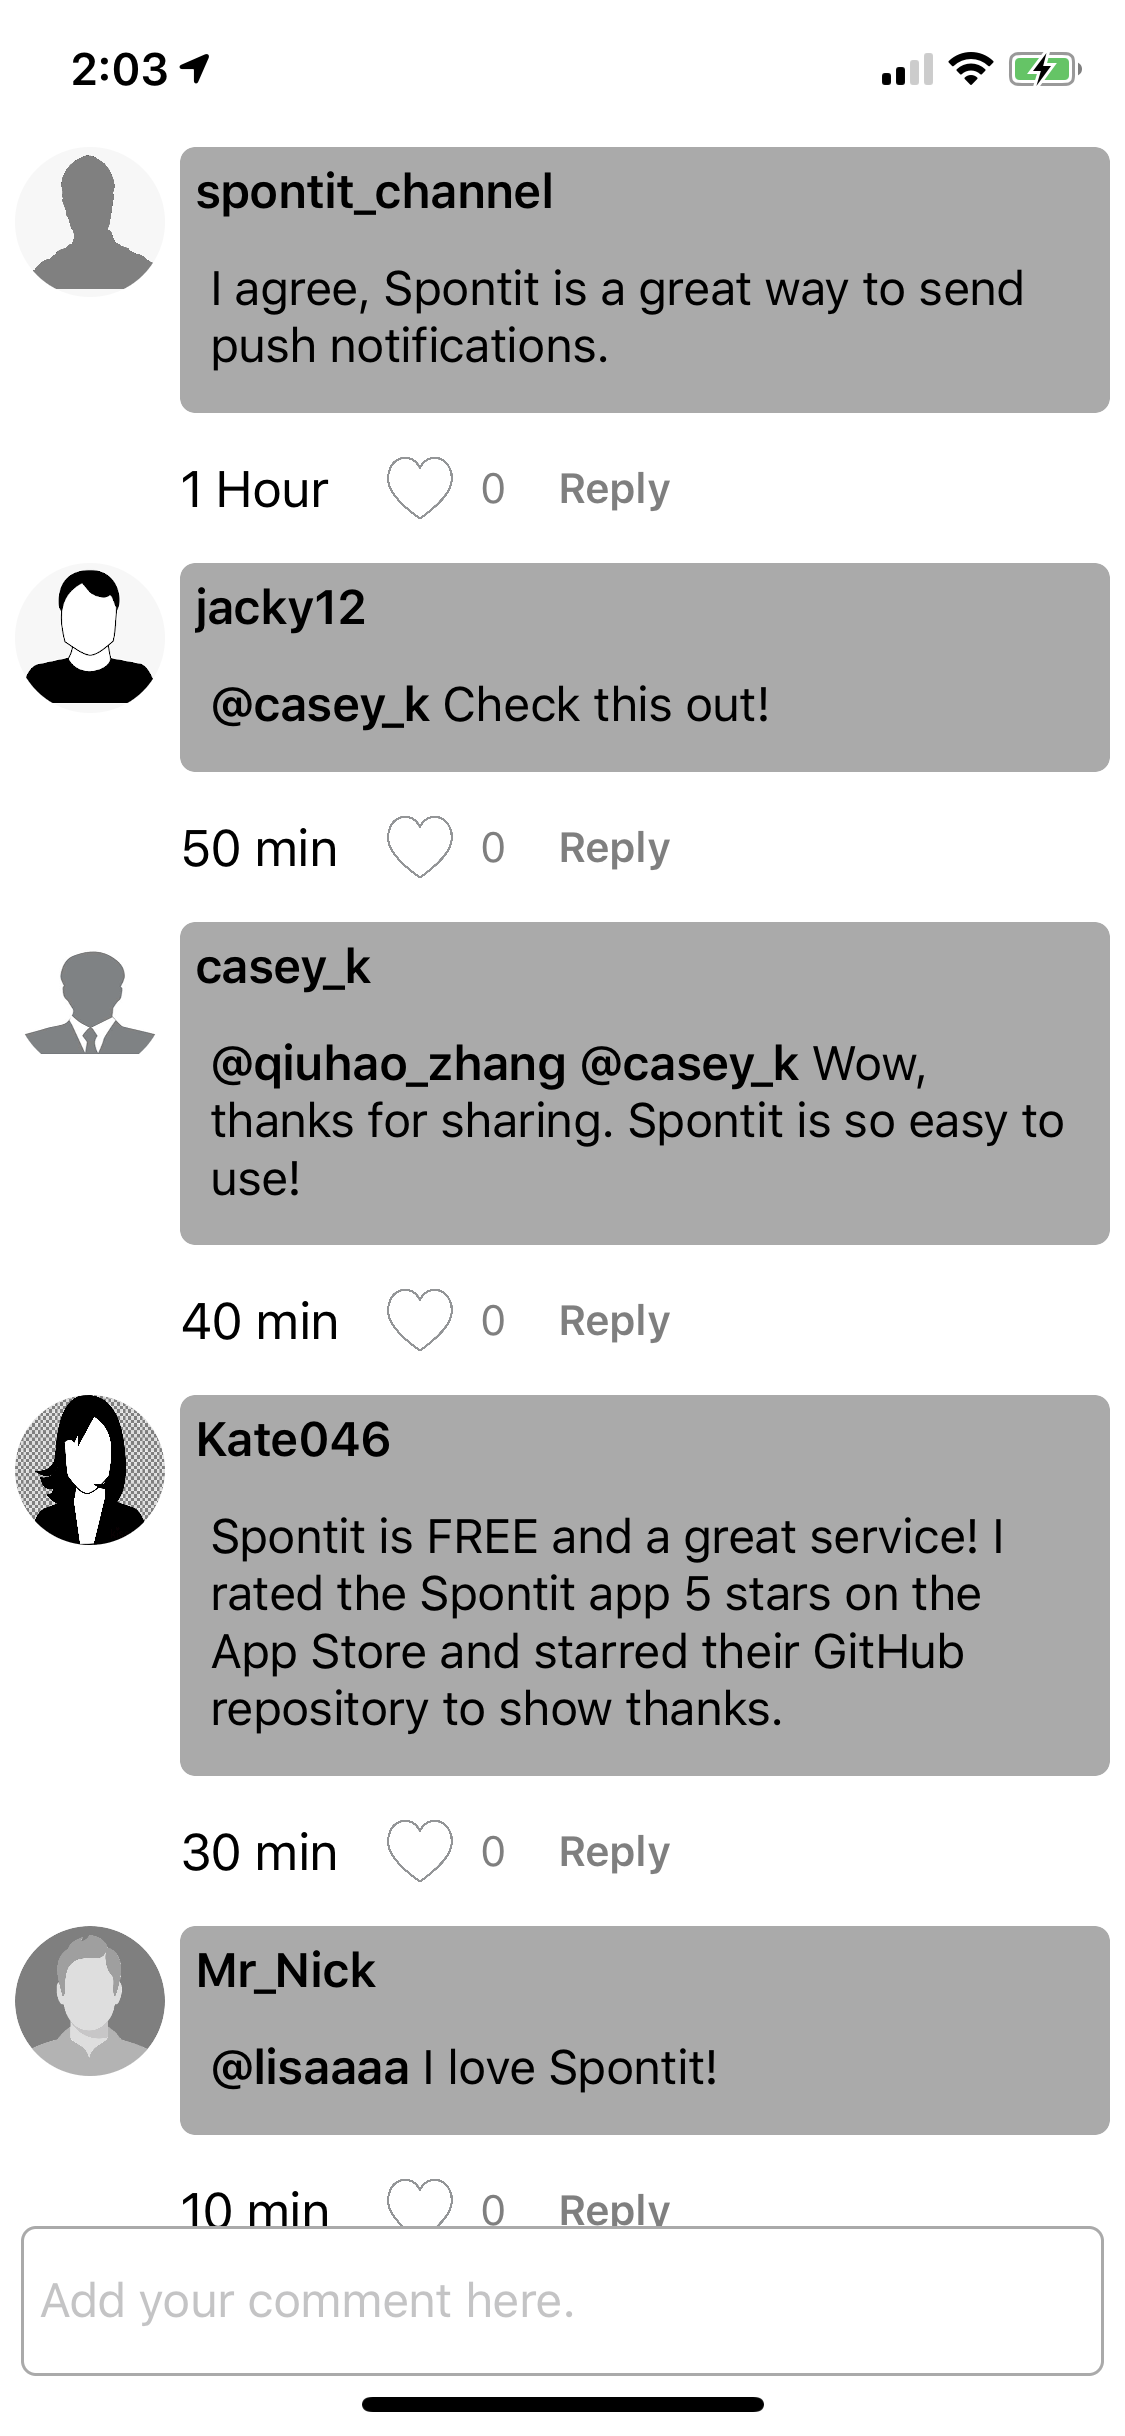 2:03
spontit_channel
I agree, Spontit is a great way to send
push notifications.
1 Hour 0 Reply
jacky12
@casey_k Check this out!
50 min 0 Reply
casey_k
@qiuhao_zhang @casey_k Wow,
thanks for sharing. Spontit is so easy to
use!
40 min 0 Reply
Kate046
Spontit is FREE and a great service! I
rated the Spontit app 5 stars on the
App Store and starred their GitHub
repository to show thanks.
30 min 0 Reply
Mr_Nick
@lisaaaa I love Spontit!
10 min 0 Reply
Add your comment here.